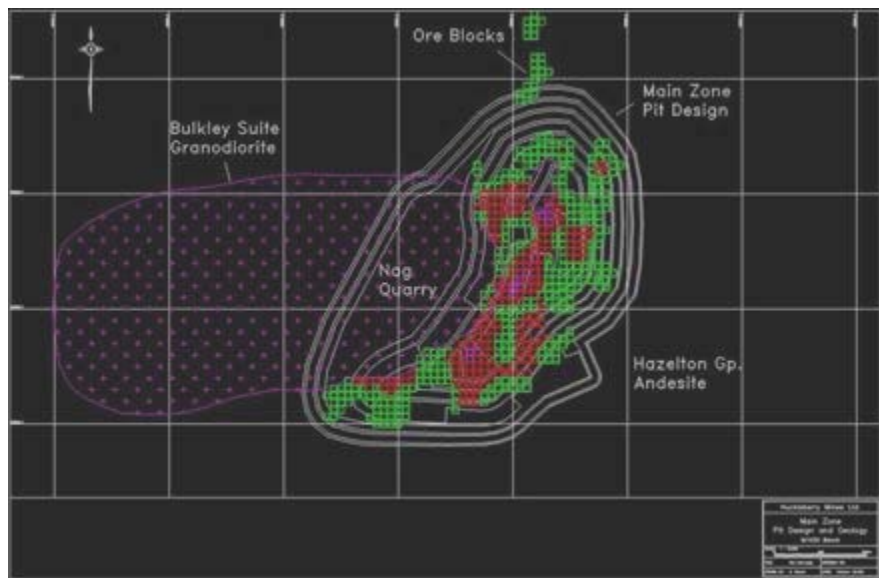 Ore Blocks
Main Zone
Pit Design
Bulkley Suite
Granodiorite
Nag
Quarry
Hazelton Gp.
Andesite
Huckleberry Mines Ltd
Main Zone
Pit Design and Geology